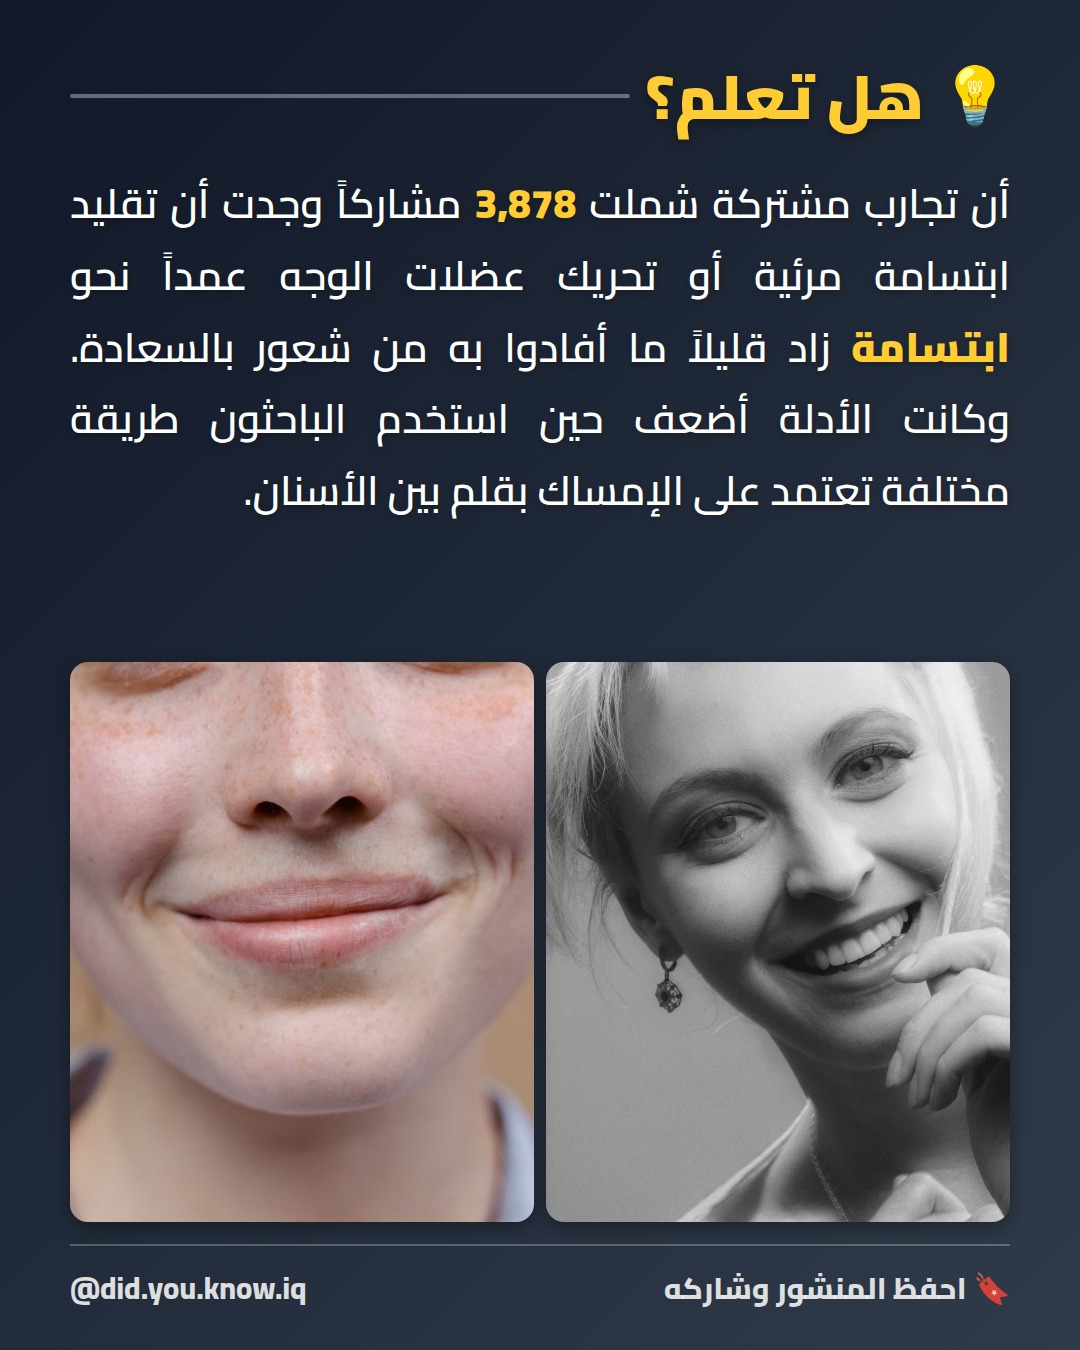 هل تعلم؟
أن تجارب مشتركة شملت 3,878 مشاركاً وجدت أن تقليد
ابتسامة مرئية أو تحريك عضلات الوجه عمداً نحو
ابتسامة زاد قليلاً ما أفادوا به من شعور بالسعادة.
وكانت الأدلة أضعف حين استخدم الباحثون طريقة
مختلفة تعتمد على الإمساك بقلم بين الأسنان.
احفظ المنشور وشاركه
@did.you.know.iq